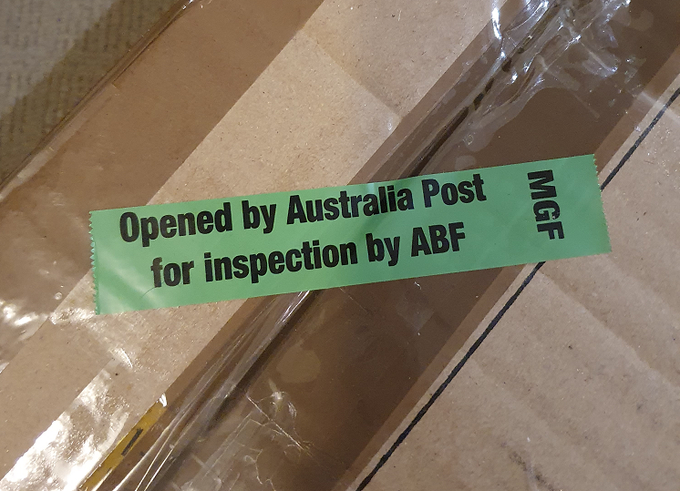 Opened by Australia Post
for inspection by ABF
MGF